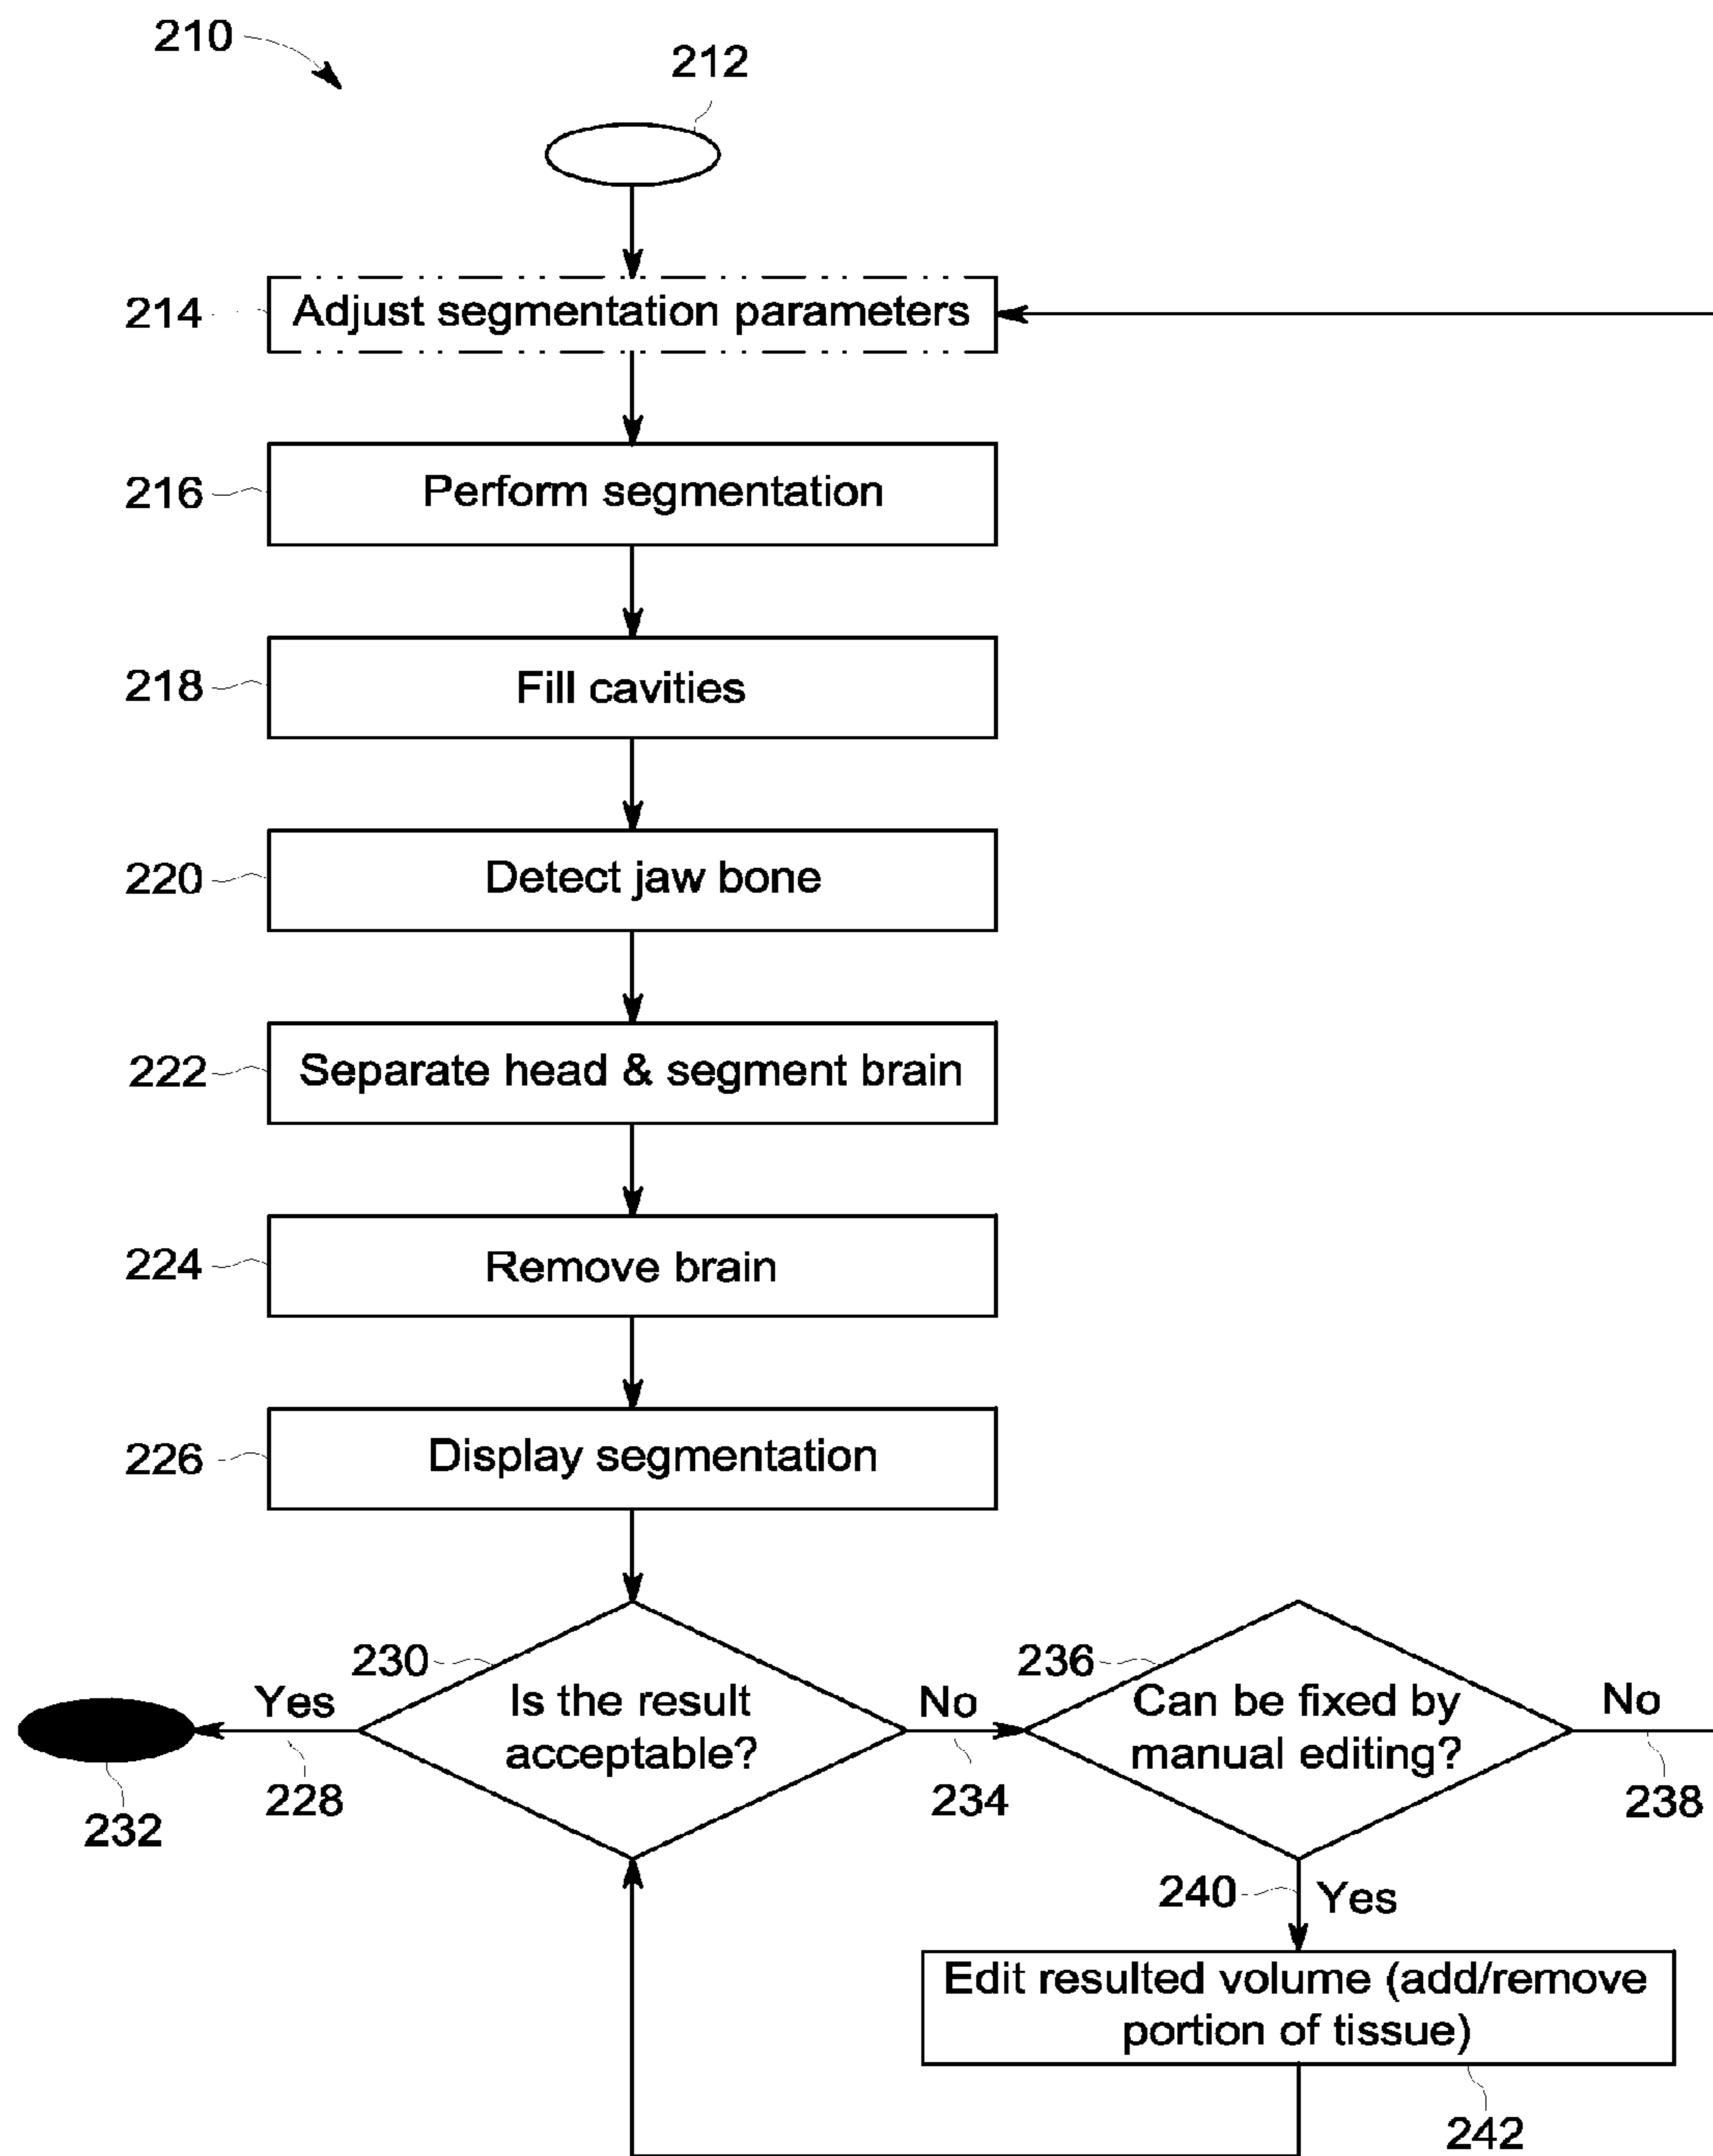 210
212
214
Adjust segmentation parameters
216
Perform segmentation
218
Fill cavities
220
Detect jaw bone
222
Separate head & segment brain
224
Remove brain
226
Display segmentation
230
Is the result
acceptable?
Yes
228
232
No
234
236
Can be fixed by
manual editing?
No
238
240
Yes
Edit resulted volume (add/remove
portion of tissue)
242